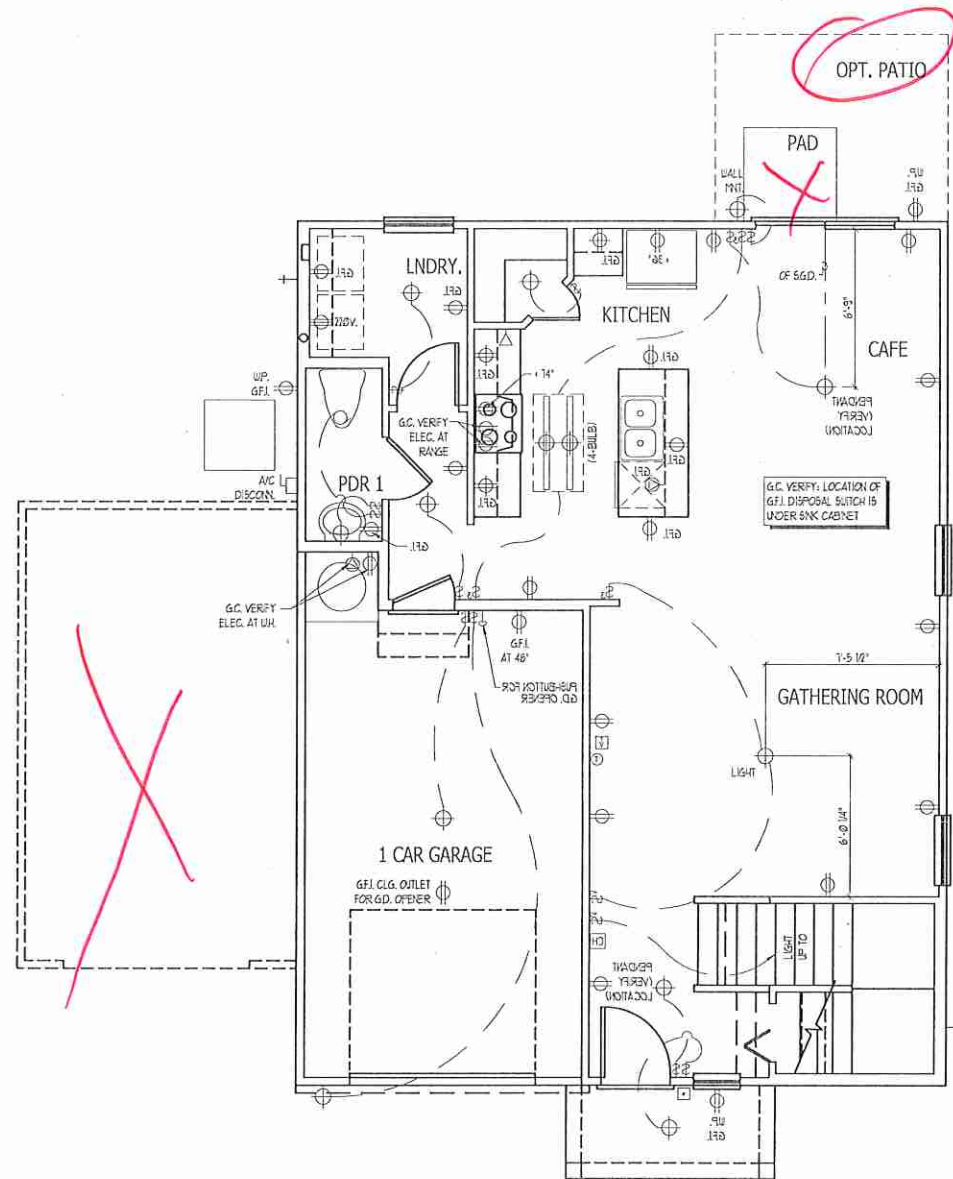 OPT. PATIO
PAD
WALL
MNT.
W.P.
G.F.I.
LNDRY.
G.F.I.
G.F.I.
KITCHEN
G.F.I.
36"
OF S.G.D.
6'-9"
CAFE
W.P.
G.F.I.
220V.
G.F.I.
G.F.I.
PENDANT
(VERIFY
LOCATION)
G.C. VERIFY
ELEC. AT
RANGE
(4-BULB)
G.F.I.
G.F.I.
A/C
DISCONN.
PDR 1
G.F.I.
G.F.I.
G.F.I.
G.C. VERIFY: LOCATION OF
G.F.I. DISPOSAL SWITCH IS
UNDER SINK CABINET
G.C. VERIFY
ELEC. AT W.H.
G.F.I.
AT 48"
PUSH-BUTTON FOR
G.D. OPENER
7'-5 1/2"
GATHERING ROOM
LIGHT
6'-0 1/4"
1 CAR GARAGE
G.F.I. CLG. OUTLET
FOR G.D. OPENER
CH
LIGHT
UP TO
PENDANT
(VERIFY
LOCATION)
W.P.
G.F.I.